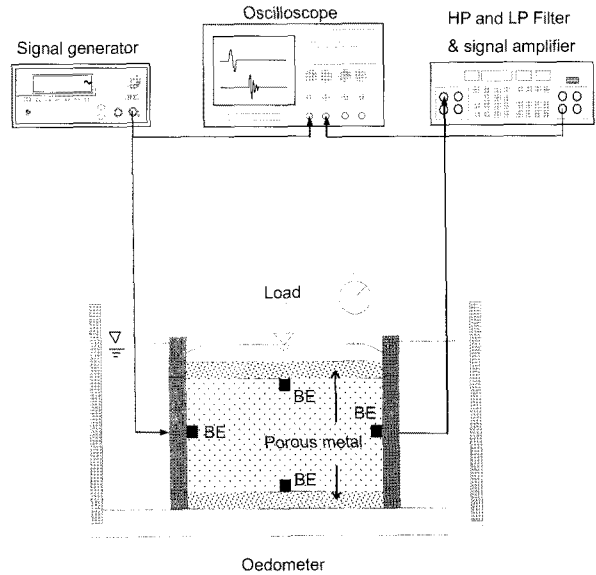 Oscilloscope
HP and LP Filter
& signal amplifier
Signal generator
Load
BE
BE
BE
Porous metal
BE
Oedometer